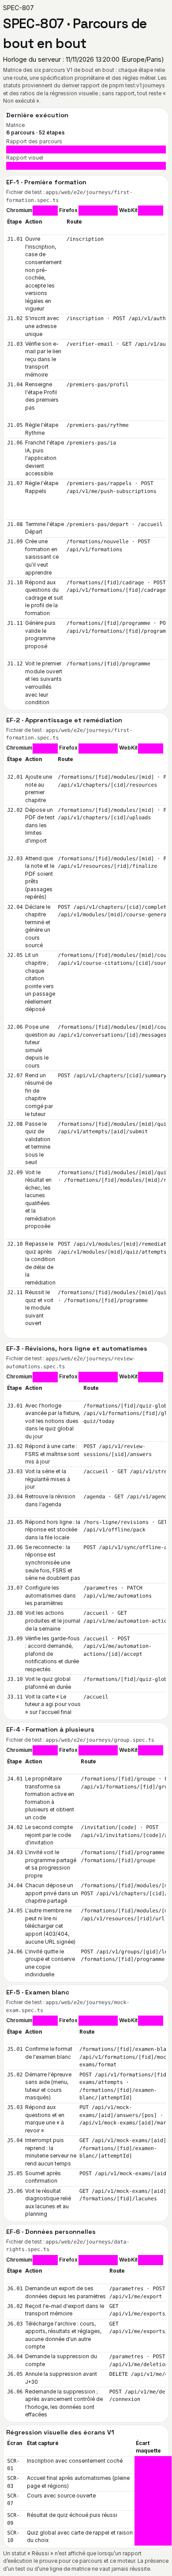 SPEC-807
SPEC-807 · Parcours de
bout en bout
Horloge du serveur : 11/11/2026 13:20:00 (Europe/Paris)
Matrice des six parcours V1 de bout en bout : chaque étape relie
une route, une spécification propriétaire et des règles métier. Les
statuts proviennent du dernier rapport test:v1:journeys
et des ratios de la régression visuelle ; sans rapport, tout reste «
Non exécuté ».
Dernière exécution
Matrice
6 parcours · 52 étapes
Rapport des parcours
Rapport visuel
EF-1 · Première formation
Fichier de test : apps/web/e2e/journeys/first-
formation.spec.ts
Chromium Firefox WebKit
Étape Action Route
J1.01 Ouvre /inscription
l'inscription,
case de
consentement
non pré-
cochée,
accepte les
versions
légales en
vigueur
J1.02 S'inscrit avec /inscription · POST /api/v1/auth
une adresse
unique
J1.03 Vérifie son e- /verifier-email · GET /api/v1/au
mail par le lien
reçu dans le
transport
mémoire
J1.04 Renseigne /premiers-pas/profil
l'étape Profil
des premiers
pas
J1.05 Règle l'étape /premiers-pas/rythme
Rythme
J1.06 Franchit l'étape /premiers-pas/ia
IA, puis
l'application
devient
accessible
J1.07 Règle l'étape /premiers-pas/rappels · POST
Rappels /api/v1/me/push-subscriptions
J1.08 Termine l'étape /premiers-pas/depart · /accueil
Départ
J1.09 Crée une /formations/nouvelle · POST
formation en /api/v1/formations
saisissant ce
qu'il veut
apprendre
J1.10 Répond aux /formations/[fid]/cadrage · POST
questions du /api/v1/formations/[fid]/cadrage
cadrage et suit
le profil de la
formation
J1.11 Génère puis /formations/[fid]/programme · PO
valide le /api/v1/formations/[fid]/program
programme
proposé
J1.12 Voit le premier /formations/[fid]/programme
module ouvert
et les suivants
verrouillés
avec leur
condition
EF-2 · Apprentissage et remédiation
Fichier de test : apps/web/e2e/journeys/first-
formation.spec.ts
Chromium Firefox WebKit
Étape Action Route
J2.01 Ajoute une /formations/[fid]/modules/[mid] · P
note au /api/v1/chapters/[cid]/resources
premier
chapitre
J2.02 Dépose un /formations/[fid]/modules/[mid] · P
PDF de test /api/v1/chapters/[cid]/uploads
dans les
limites
d'import
J2.03 Attend que /formations/[fid]/modules/[mid] · P
la note et le /api/v1/resources/[rid]/finalize
PDF soient
prêts
(passages
repérés)
J2.04 Déclare le POST /api/v1/chapters/[cid]/complet
chapitre /api/v1/modules/[mid]/course-genera
terminé et
génère un
cours
sourcé
J2.05 Lit un /formations/[fid]/modules/[mid]/cou
chapitre ; /api/v1/course-citations/[cid]/sour
chaque
citation
pointe vers
un passage
réellement
déposé
J2.06 Pose une /formations/[fid]/modules/[mid]/cou
question au /api/v1/conversations/[id]/messages
tuteur
simulé
depuis le
cours
J2.07 Rend un POST /api/v1/chapters/[cid]/summary
résumé de
fin de
chapitre
corrigé par
le tuteur
J2.08 Passe le /formations/[fid]/modules/[mid]/qui
quiz de /api/v1/attempts/[aid]/submit
validation
et termine
sous le
seuil
J2.09 Voit le /formations/[fid]/modules/[mid]/qui
résultat en · /formations/[fid]/modules/[mid]/r
échec, les
lacunes
qualifiées
et la
remédiation
proposée
J2.10 Repasse le POST /api/v1/modules/[mid]/remediat
quiz après /api/v1/modules/[mid]/quiz/attempts
la condition
de délai de
la
remédiation
J2.11 Réussit le /formations/[fid]/modules/[mid]/qui
quiz et voit · /formations/[fid]/programme
le module
suivant
ouvert
EF-3 · Révisions, hors ligne et automatismes
Fichier de test : apps/web/e2e/journeys/review-
automations.spec.ts
Chromium Firefox WebKit
Étape Action Route
J3.01 Avec l'horloge /formations/[fid]/quiz-glob
avancée par la fixture, /api/v1/formations/[fid]/gl
voit les notions dues quiz/today
dans le quiz global
du jour
J3.02 Répond à une carte : POST /api/v1/review-
FSRS et maîtrise sont sessions/[sid]/answers
mis à jour
J3.03 Voit la série et la /accueil · GET /api/v1/stre
régularité mises à
jour
J3.04 Retrouve la révision /agenda · GET /api/v1/agend
dans l'agenda
J3.05 Répond hors ligne : la /hors-ligne/revisions · GET
réponse est stockée /api/v1/offline/pack
dans la file locale
J3.06 Se reconnecte : la POST /api/v1/sync/offline-a
réponse est
synchronisée une
seule fois, FSRS et
série ne doublent pas
J3.07 Configure les /parametres · PATCH
automatismes dans /api/v1/me/automations
les paramètres
J3.08 Voit les actions /accueil · GET
produites et le journal /api/v1/me/automation-actio
de la semaine
J3.09 Vérifie les garde-fous /accueil · POST
: accord demandé, /api/v1/me/automation-
plafond de actions/[id]/accept
notifications et durée
respectés
J3.10 Voit le quiz global /formations/[fid]/quiz-glob
plafonné en durée
J3.11 Voit la carte « Le /accueil
tuteur a agi pour vous
» sur l'accueil final
EF-4 · Formation à plusieurs
Fichier de test : apps/web/e2e/journeys/group.spec.ts
Chromium Firefox WebKit
Étape Action Route
J4.01 Le propriétaire /formations/[fid]/groupe · P
transforme sa /api/v1/formations/[fid]/gro
formation active en
formation à
plusieurs et obtient
un code
J4.02 Le second compte /invitation/[code] · POST
rejoint par le code /api/v1/invitations/[code]/a
d'invitation
J4.03 L'invité voit le /formations/[fid]/programme
programme partagé /formations/[fid]/groupe
et sa progression
propre
J4.04 Chacun dépose un /formations/[fid]/modules/[m
apport privé dans un POST /api/v1/chapters/[cid]/
chapitre partagé
J4.05 L'autre membre ne /formations/[fid]/modules/[m
peut ni lire ni /api/v1/resources/[rid]/url
télécharger cet
apport (403/404,
aucune URL signée)
J4.06 L'invité quitte le POST /api/v1/groups/[gid]/le
groupe et conserve /formations/[fid]/programme
une copie
individuelle
EF-5 · Examen blanc
Fichier de test : apps/web/e2e/journeys/mock-
exam.spec.ts
Chromium Firefox WebKit
Étape Action Route
J5.01 Confirme le format /formations/[fid]/examen-bla
de l'examen blanc /api/v1/formations/[fid]/moc
exams/format
J5.02 Démarre l'épreuve POST /api/v1/formations/[fid
sans aide (menu, exams/attempts ·
tuteur et cours /formations/[fid]/examen-
masqués) blanc/[attemptId]
J5.03 Répond aux PUT /api/v1/mock-
questions et en exams/[aid]/answers/[pos] ·
marque une « à /api/v1/mock-exams/[aid]/mar
revoir »
J5.04 Interrompt puis GET /api/v1/mock-exams/[aid]
reprend : la /formations/[fid]/examen-
minuterie serveur ne blanc/[attemptId]
rend aucun temps
J5.05 Soumet après POST /api/v1/mock-exams/[aid]
confirmation
J5.06 Voit le résultat GET /api/v1/mock-exams/[aid]
diagnostique relié /formations/[fid]/lacunes
aux lacunes et au
planning
EF-6 · Données personnelles
Fichier de test : apps/web/e2e/journeys/data-
rights.spec.ts
Chromium Firefox WebKit
Étape Action Route
J6.01 Demande un export de ses /parametres · POST
données depuis les paramètres /api/v1/me/export
J6.02 Reçoit l'e-mail d'export dans le GET
transport mémoire /api/v1/me/exports
J6.03 Télécharge l'archive : cours, GET
apports, résultats et réglages, /api/v1/me/exports
aucune donnée d'un autre
compte
J6.04 Demande la suppression du /parametres · POST
compte /api/v1/me/deletio
J6.05 Annule la suppression avant DELETE /api/v1/me/
J+30
J6.06 Redemande la suppression ; POST /api/v1/me/de
après avancement contrôlé de /connexion
l'horloge, les données sont
effacées
Régression visuelle des écrans V1
Écran État capturé Écart
maquette
SCR- Inscription avec consentement coché
01
SCR- Accueil final après automatismes (pleine
03 page et régions)
SCR- Cours avec source ouverte
07
SCR- Résultat de quiz échoué puis réussi
09
SCR- Quiz global avec carte de rappel et raison
10 du choix
Un statut « Réussi » n'est affiché que lorsqu'un rapport
d'exécution le prouve pour ce parcours et ce moteur. La présence
d'un test ou d'une ligne de matrice ne vaut jamais réussite.